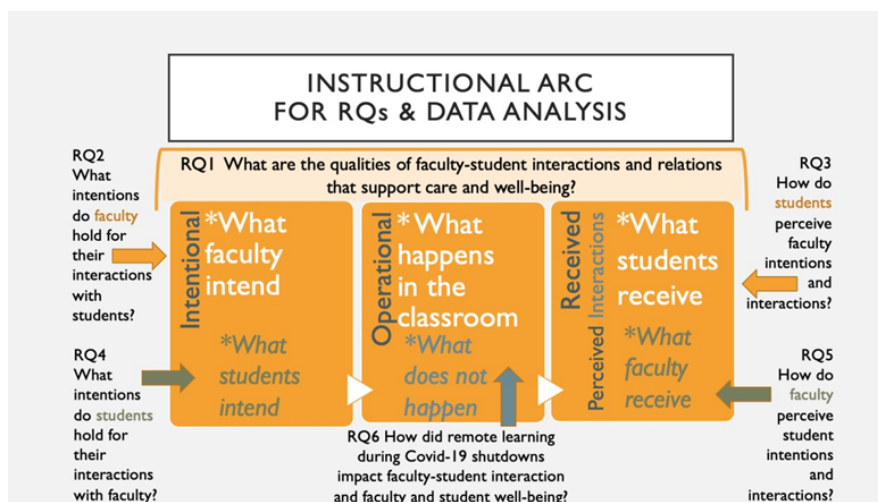 INSTRUCTIONAL ARC
FOR RQs & DATA ANALYSIS
RQ1 What are the qualities of faculty-student interactions and relations
that support care and well-being?
RQ2
What
intentions
do faculty
hold for
their
interactions
with
students?
RQ4
What
intentions
do students
hold for
their
interactions
with faculty?
Intentional
*What
faculty
intend
*What
students
intend
Operational
*What
happens
in the
classroom
*What
does not
happen
Received
Perceived Interactions
*What
students
receive
*What
faculty
receive
RQ3
How do
students
perceive
faculty
intentions
and
interactions?
RQ5
How do
faculty
perceive
student
intentions
and
interactions?
RQ6 How did remote learning
during Covid-19 shutdowns
impact faculty-student interaction
and faculty and student well-being?